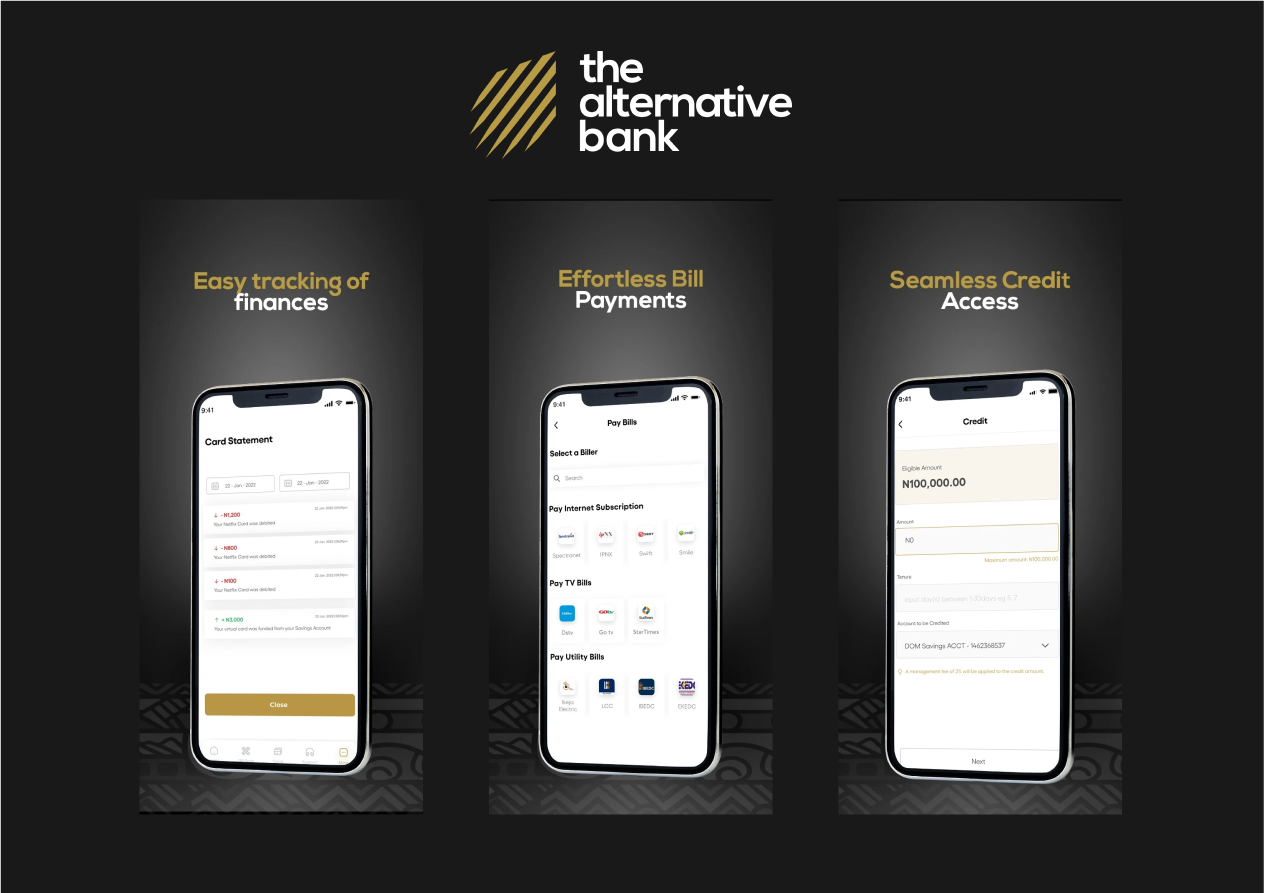 the
alternative
bank
Easy tracking of
finances
9:41
Card Statement
22 - Jan - 2022
22 - Jan - 2022
- N1,200
Your Netflix Card was debited
- N800
Your Netflix Card was debited
- N100
Your Netflix Card was debited
+ N3,000
Your virtual card was funded from your Savings Account
Close
Effortless Bill
Payments
9:41
Pay Bills
Select a Biller
Search
Pay Internet Subscription
Spectranet
IPNX
Swift
Smile
Pay TV Bills
Dstv
Go tv
StarTimes
Pay Utility Bills
Ikeja
Electric
LCC
IBEDC
EKEDC
Seamless Credit
Access
9:41
Credit
Eligible Amount
N100,000.00
Amount
N0
Maximum amount: N100,000.00
Tenure
Input day(s) between 1-30days eg 5, 7
Account to be Credited
DOM Savings ACCT - 1462368537
A management fee of 2% will be applied to the credit amount.
Next